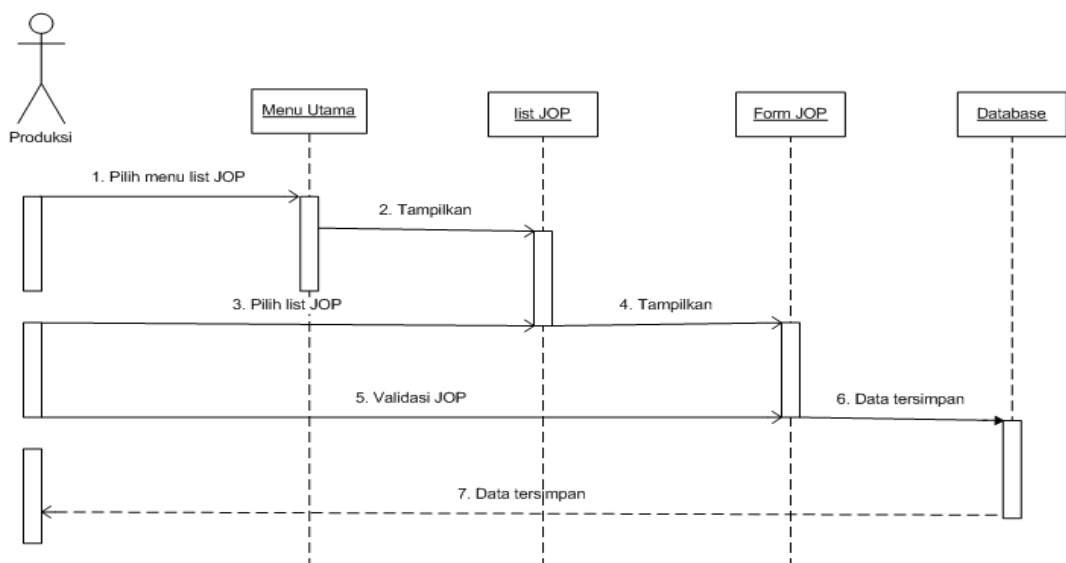 Produksi
Menu Utama
list JOP
Form JOP
Database
1. Pilih menu list JOP
2. Tampilkan
3. Pilih list JOP
4. Tampilkan
5. Validasi JOP
6. Data tersimpan
7. Data tersimpan